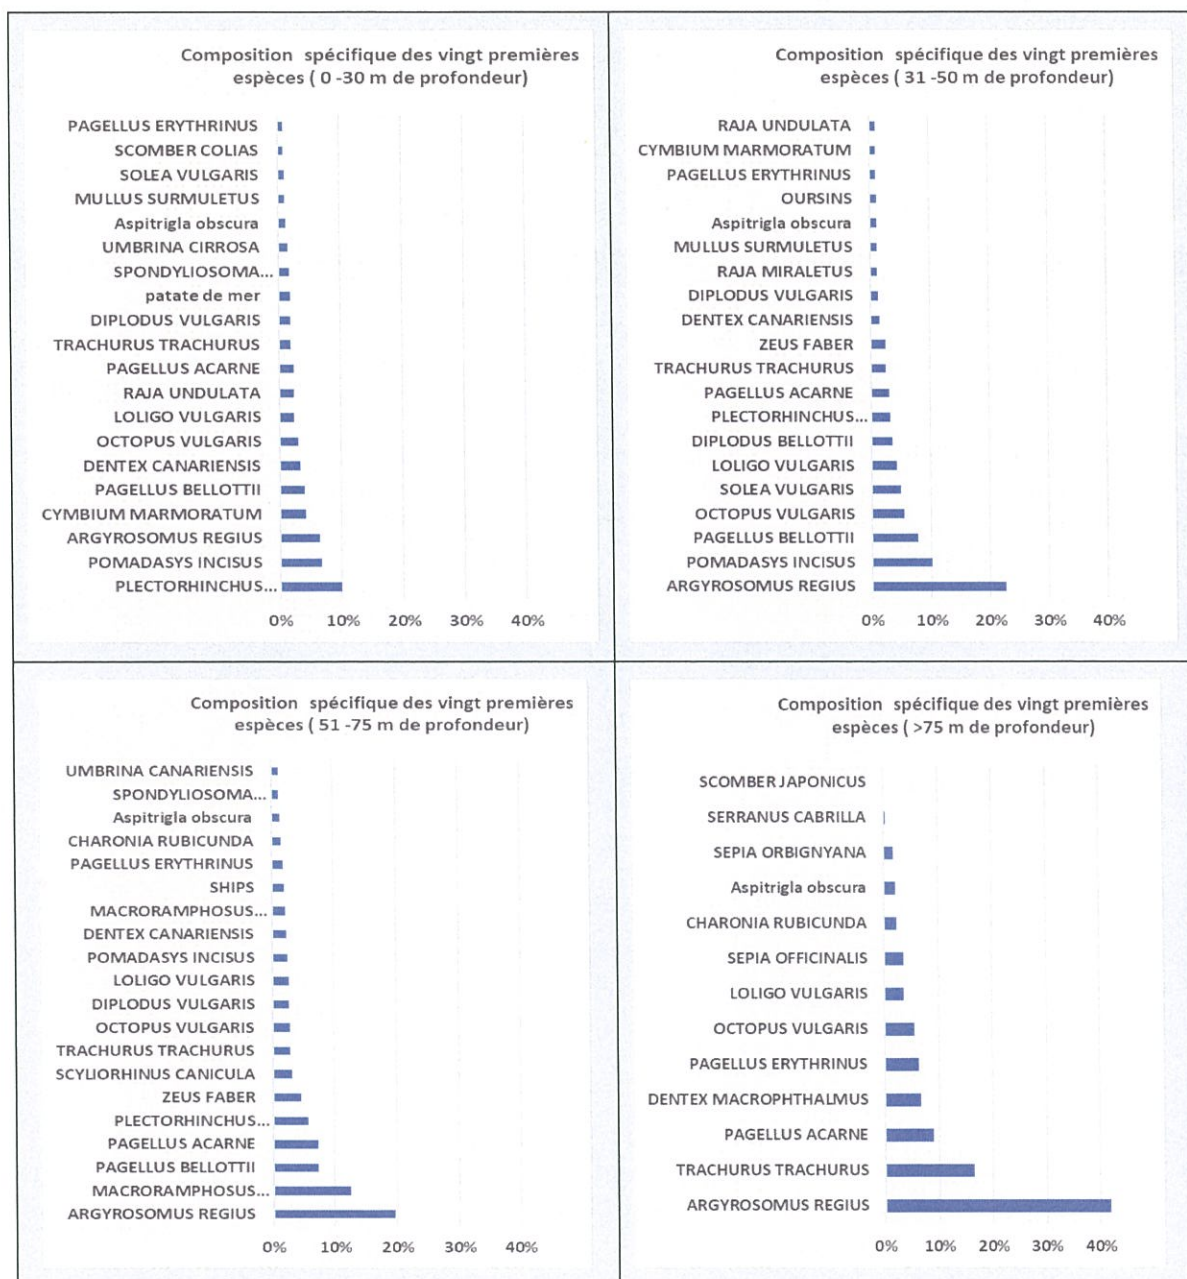 Composition spécifique des vingt premières
espèces ( 0 -30 m de profondeur)
PAGELLUS ERYTHRINUS
SCOMBER COLIAS
SOLEA VULGARIS
MULLUS SURMULETUS
Aspitrigla obscura
UMBRINA CIRROSA
SPONDYLIOSOMA ...
patate de mer
DIPLODUS VULGARIS
TRACHURUS TRACHURUS
PAGELLUS ACARNE
RAJA UNDULATA
LOLIGO VULGARIS
OCTOPUS VULGARIS
DENTEX CANARIENSIS
PAGELLUS BELLOTTII
CYMBIUM MARMORATUM
ARGYROSOMUS REGIUS
POMADASYS INCISUS
PLECTORHINCHUS ...
0% 10% 20% 30% 40%
Composition spécifique des vingt premières
espèces ( 31 -50 m de profondeur)
RAJA UNDULATA
CYMBIUM MARMORATUM
PAGELLUS ERYTHRINUS
OURSINS
Aspitrigla obscura
MULLUS SURMULETUS
RAJA MIRALETUS
DIPLODUS VULGARIS
DENTEX CANARIENSIS
ZEUS FABER
TRACHURUS TRACHURUS
PAGELLUS ACARNE
PLECTORHINCHUS ...
DIPLODUS BELLOTTII
LOLIGO VULGARIS
SOLEA VULGARIS
OCTOPUS VULGARIS
PAGELLUS BELLOTTII
POMADASYS INCISUS
ARGYROSOMUS REGIUS
0% 10% 20% 30% 40%
Composition spécifique des vingt premières
espèces ( 51 -75 m de profondeur)
UMBRINA CANARIENSIS
SPONDYLIOSOMA ...
Aspitrigla obscura
CHARONIA RUBICUNDA
PAGELLUS ERYTHRINUS
SHIPS
MACRORAMPHOSUS ...
DENTEX CANARIENSIS
POMADASYS INCISUS
LOLIGO VULGARIS
DIPLODUS VULGARIS
OCTOPUS VULGARIS
TRACHURUS TRACHURUS
SCYLIORHINUS CANICULA
ZEUS FABER
PLECTORHINCHUS ...
PAGELLUS ACARNE
PAGELLUS BELLOTTII
MACRORAMPHOSUS ...
ARGYROSOMUS REGIUS
0% 10% 20% 30% 40%
Composition spécifique des vingt premières
espèces ( >75 m de profondeur)
SCOMBER JAPONICUS
SERRANUS CABRILLA
SEPIA ORBIGNYANA
Aspitrigla obscura
CHARONIA RUBICUNDA
SEPIA OFFICINALIS
LOLIGO VULGARIS
OCTOPUS VULGARIS
PAGELLUS ERYTHRINUS
DENTEX MACROPHTHALMUS
PAGELLUS ACARNE
TRACHURUS TRACHURUS
ARGYROSOMUS REGIUS
0% 10% 20% 30% 40%